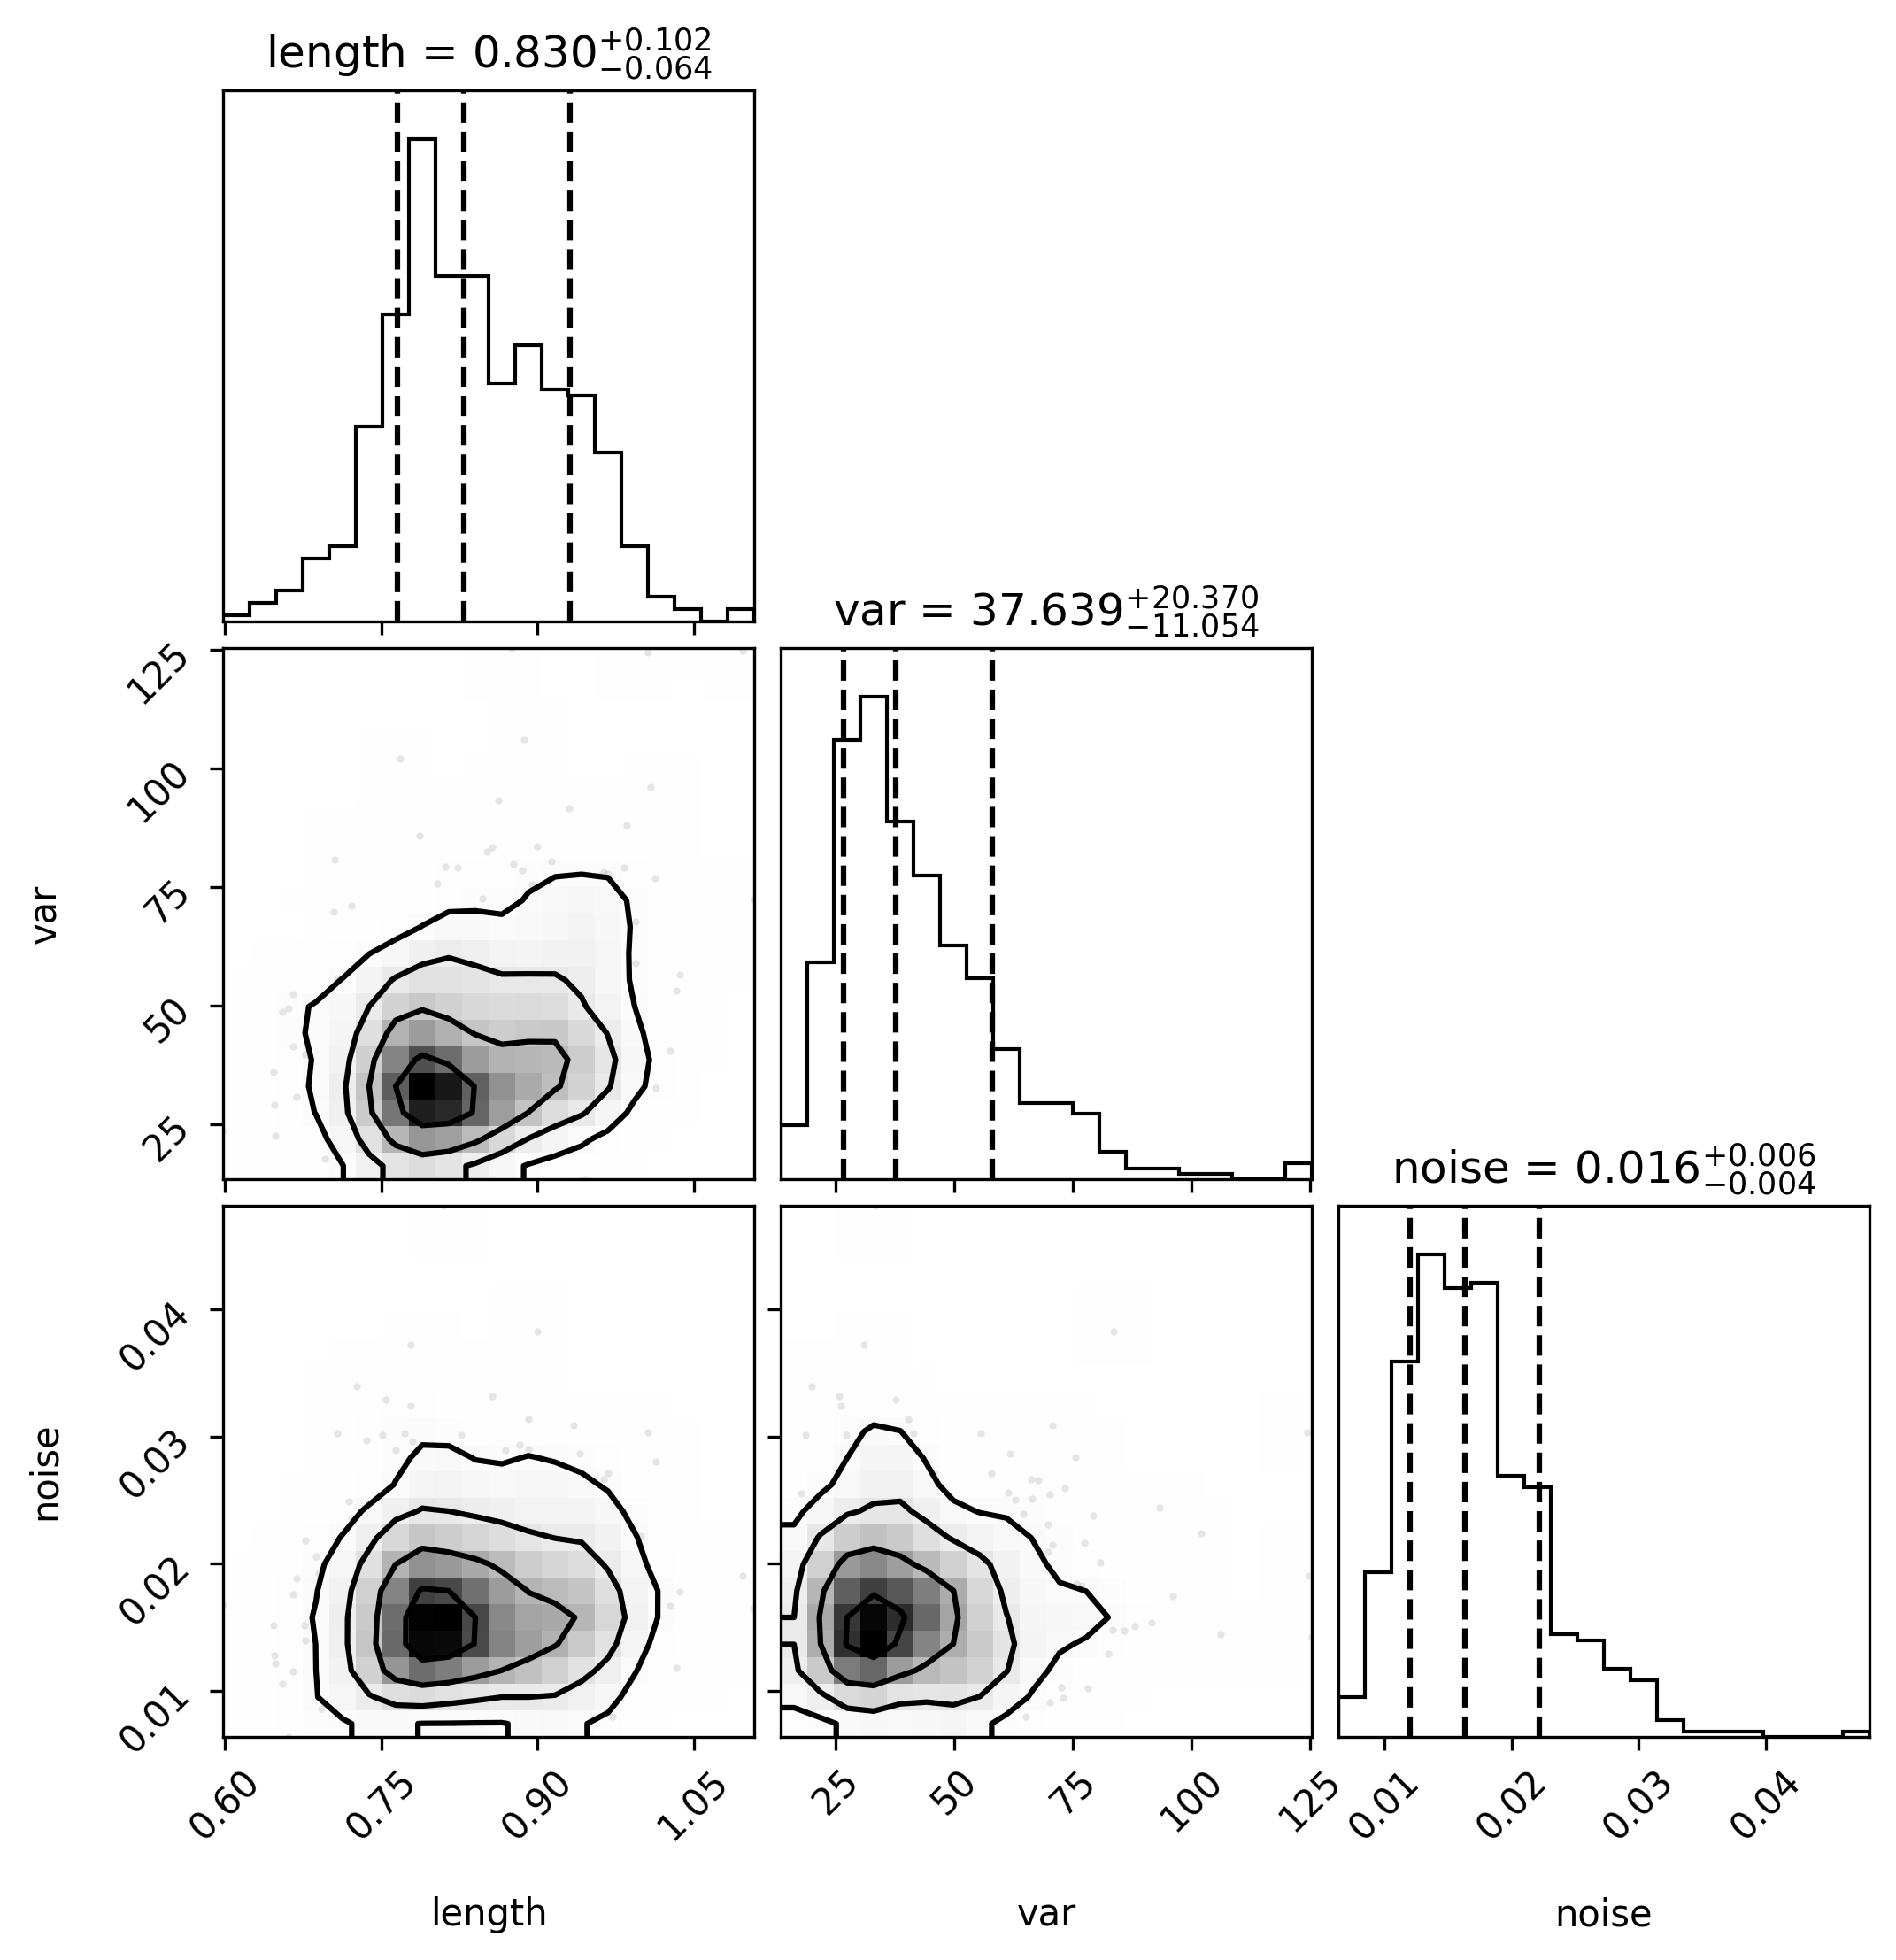 length = 0.830+0.102−0.064
var = 37.639+20.370−11.054
125
100
75
50
25
var
noise = 0.016+0.006−0.004
0.04
0.03
0.02
0.01
noise
0.60 0.75 0.90 1.05 25 50 75 100 125 0.01 0.02 0.03 0.04
length var noise